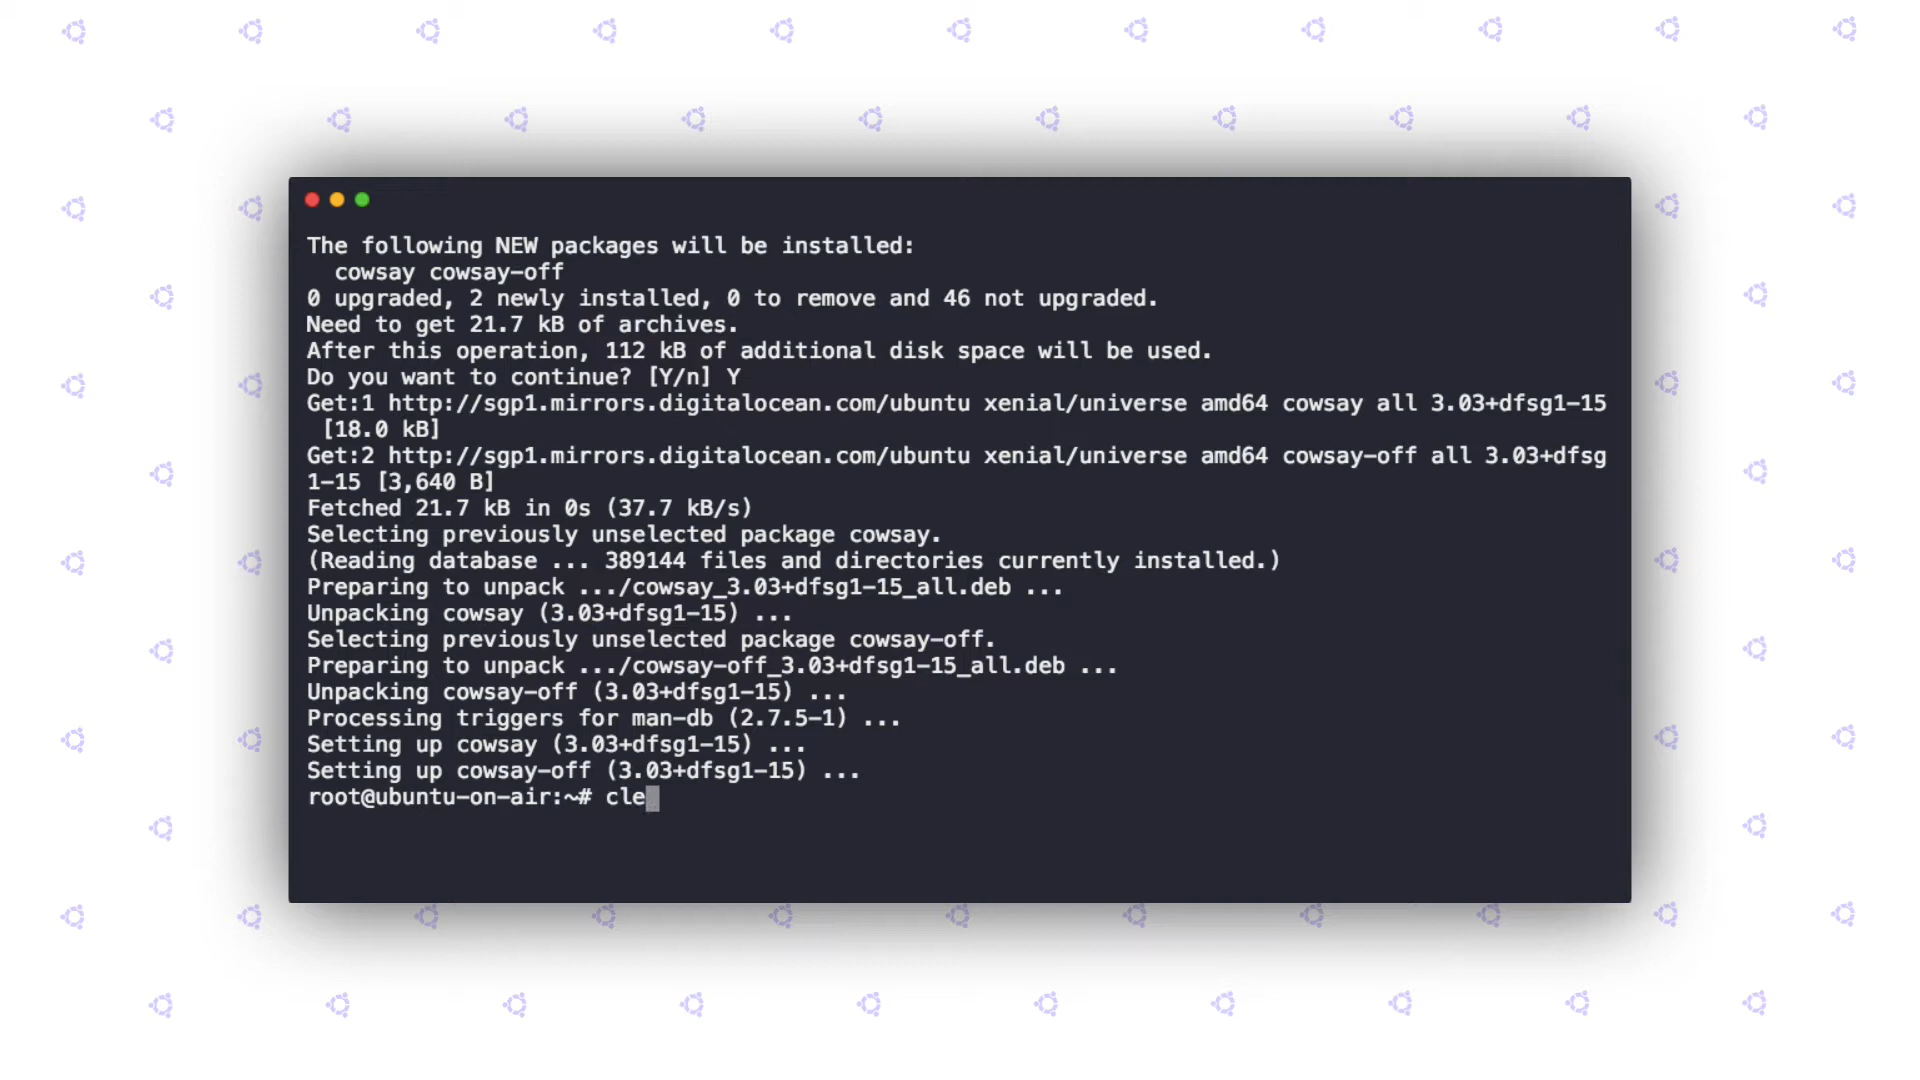 The following NEW packages will be installed:
  cowsay cowsay-off
0 upgraded, 2 newly installed, 0 to remove and 46 not upgraded.
Need to get 21.7 kB of archives.
After this operation, 112 kB of additional disk space will be used.
Do you want to continue? [Y/n] Y
Get:1 http://sgp1.mirrors.digitalocean.com/ubuntu xenial/universe amd64 cowsay all 3.03+dfsg1-15
 [18.0 kB]
Get:2 http://sgp1.mirrors.digitalocean.com/ubuntu xenial/universe amd64 cowsay-off all 3.03+dfsg
1-15 [3,640 B]
Fetched 21.7 kB in 0s (37.7 kB/s)
Selecting previously unselected package cowsay.
(Reading database ... 389144 files and directories currently installed.)
Preparing to unpack .../cowsay_3.03+dfsg1-15_all.deb ...
Unpacking cowsay (3.03+dfsg1-15) ...
Selecting previously unselected package cowsay-off.
Preparing to unpack .../cowsay-off_3.03+dfsg1-15_all.deb ...
Unpacking cowsay-off (3.03+dfsg1-15) ...
Processing triggers for man-db (2.7.5-1) ...
Setting up cowsay (3.03+dfsg1-15) ...
Setting up cowsay-off (3.03+dfsg1-15) ...
root@ubuntu-on-air:~# cle